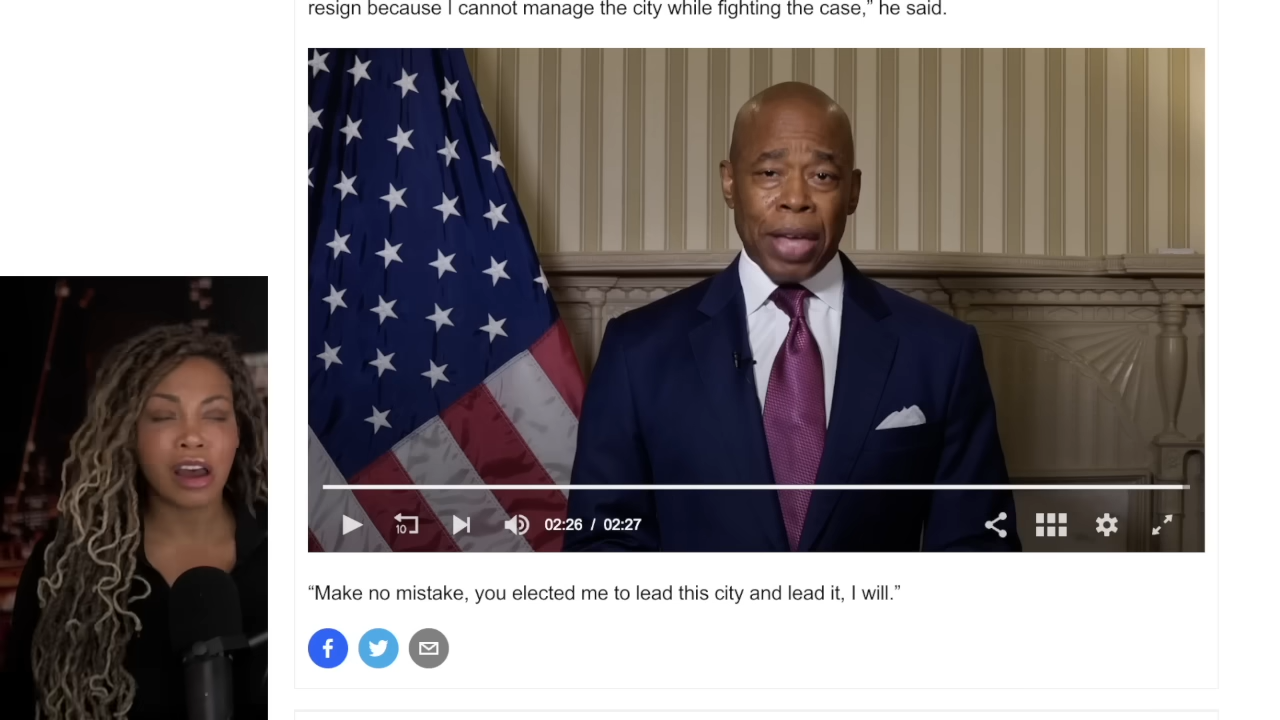 resign because I cannot manage the city while fighting the case,” he said.
10
02:26 / 02:27
“Make no mistake, you elected me to lead this city and lead it, I will.”